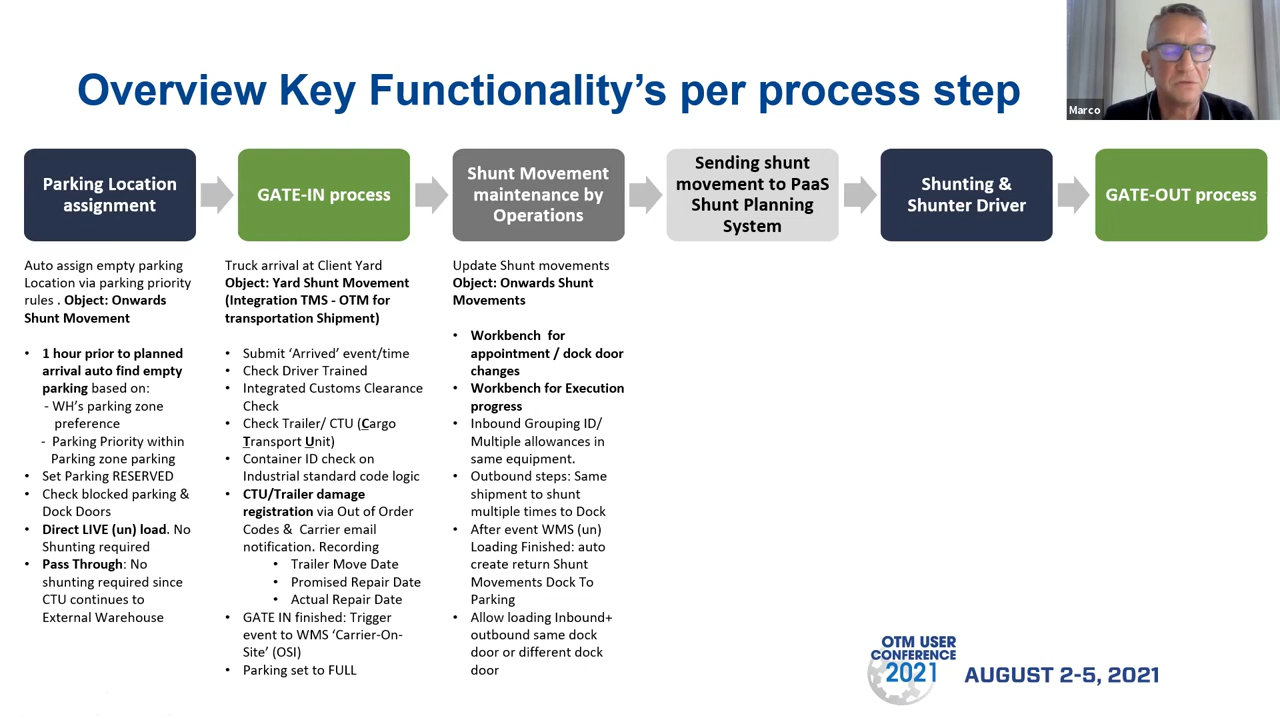 Overview Key Functionality’s per process step
Marco
Parking Location
assignment
GATE-IN process
Shunt Movement
maintenance by
Operations
Sending shunt
movement to PaaS
Shunt Planning
System
Shunting &
Shunter Driver
GATE-OUT process
Auto assign empty parking
Location via parking priority
rules . Object: Onwards
Shunt Movement
• 1 hour prior to planned
arrival auto find empty
parking based on:
- WH’s parking zone
preference
- Parking Priority within
Parking zone parking
• Set Parking RESERVED
• Check blocked parking &
Dock Doors
• Direct LIVE (un) load. No
Shunting required
• Pass Through: No
shunting required since
CTU continues to
External Warehouse
Truck arrival at Client Yard
Object: Yard Shunt Movement
(Integration TMS - OTM for
transportation Shipment)
• Submit ‘Arrived’ event/time
• Check Driver Trained
• Integrated Customs Clearance
Check
• Check Trailer/ CTU (Cargo
Transport Unit)
• Container ID check on
Industrial standard code logic
• CTU/Trailer damage
registration via Out of Order
Codes & Carrier email
notification. Recording
• Trailer Move Date
• Promised Repair Date
• Actual Repair Date
• GATE IN finished: Trigger
event to WMS ‘Carrier-On-
Site’ (OSI)
• Parking set to FULL
Update Shunt movements
Object: Onwards Shunt
Movements
• Workbench for
appointment / dock door
changes
• Workbench for Execution
progress
• Inbound Grouping ID/
Multiple allowances in
same equipment.
• Outbound steps: Same
shipment to shunt
multiple times to Dock
• After event WMS (un)
Loading Finished: auto
create return Shunt
Movements Dock To
Parking
• Allow loading Inbound+
outbound same dock
door or different dock
door
OTM USER
CONFERENCE
2021
AUGUST 2-5, 2021